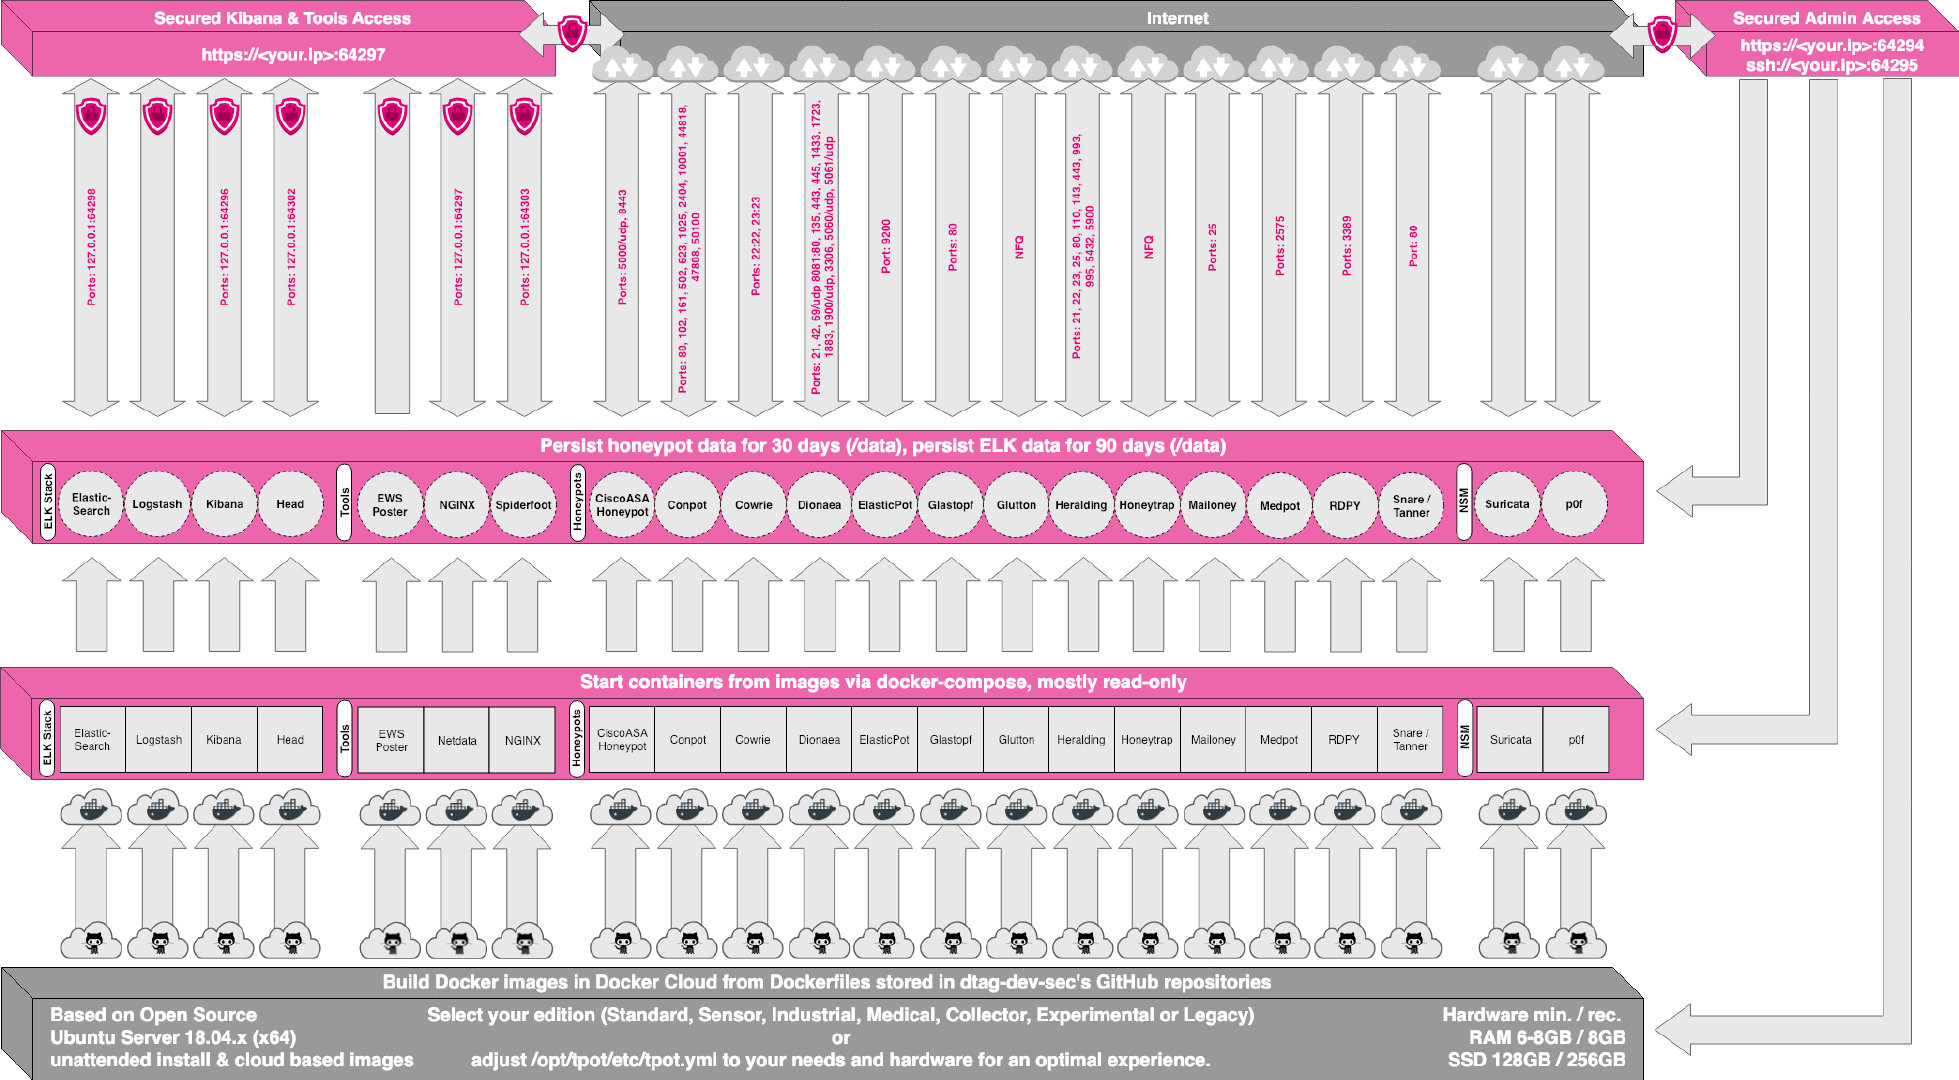 Secured Kibana & Tools Access
https://<your.ip>:64297
Internet
Secured Admin Access
https://<your.ip>:64294
ssh://<your.ip>:64295
Ports: 127.0.0.1:64298
Ports: 127.0.0.1:64296
Ports: 127.0.0.1:64302
Ports: 127.0.0.1:64297
Ports: 127.0.0.1:64303
Ports: 5000/udp, 8443
Ports: 80, 102, 161, 502, 623, 1025, 2404, 10001, 44818,
47808, 50100
Ports: 22:22, 23:23
Ports: 21, 42, 69/udp 8081:80, 135, 443, 445, 1433, 1723,
1883, 1900/udp, 3306, 5060/udp, 5061/udp
Port: 9200
Ports: 80
NFQ
Ports: 21, 22, 23, 25, 80, 110, 143, 443, 993,
995, 5432, 5900
NFQ
Ports: 25
Ports: 2575
Ports: 3389
Port: 80
Persist honeypot data for 30 days (/data), persist ELK data for 90 days (/data)
ELK Stack
Elastic-
Search
Logstash
Kibana
Head
Tools
EWS
Poster
NGINX
Spiderfoot
Honeypots
CiscoASA
Honeypot
Conpot
Cowrie
Dionaea
ElasticPot
Glastopf
Glutton
Heralding
Honeytrap
Mailoney
Medpot
RDPY
Snare /
Tanner
NSM
Suricata
p0f
Start containers from images via docker-compose, mostly read-only
ELK Stack
Elastic-
Search
Logstash
Kibana
Head
Tools
EWS
Poster
Netdata
NGINX
Honeypots
CiscoASA
Honeypot
Conpot
Cowrie
Dionaea
ElasticPot
Glastopf
Glutton
Heralding
Honeytrap
Mailoney
Medpot
RDPY
Snare /
Tanner
NSM
Suricata
p0f
Build Docker images in Docker Cloud from Dockerfiles stored in dtag-dev-sec's GitHub repositories
Based on Open Source
Ubuntu Server 18.04.x (x64)
unattended install & cloud based images
Select your edition (Standard, Sensor, Industrial, Medical, Collector, Experimental or Legacy)
or
adjust /opt/tpot/etc/tpot.yml to your needs and hardware for an optimal experience.
Hardware min. / rec.
RAM 6-8GB / 8GB
SSD 128GB / 256GB